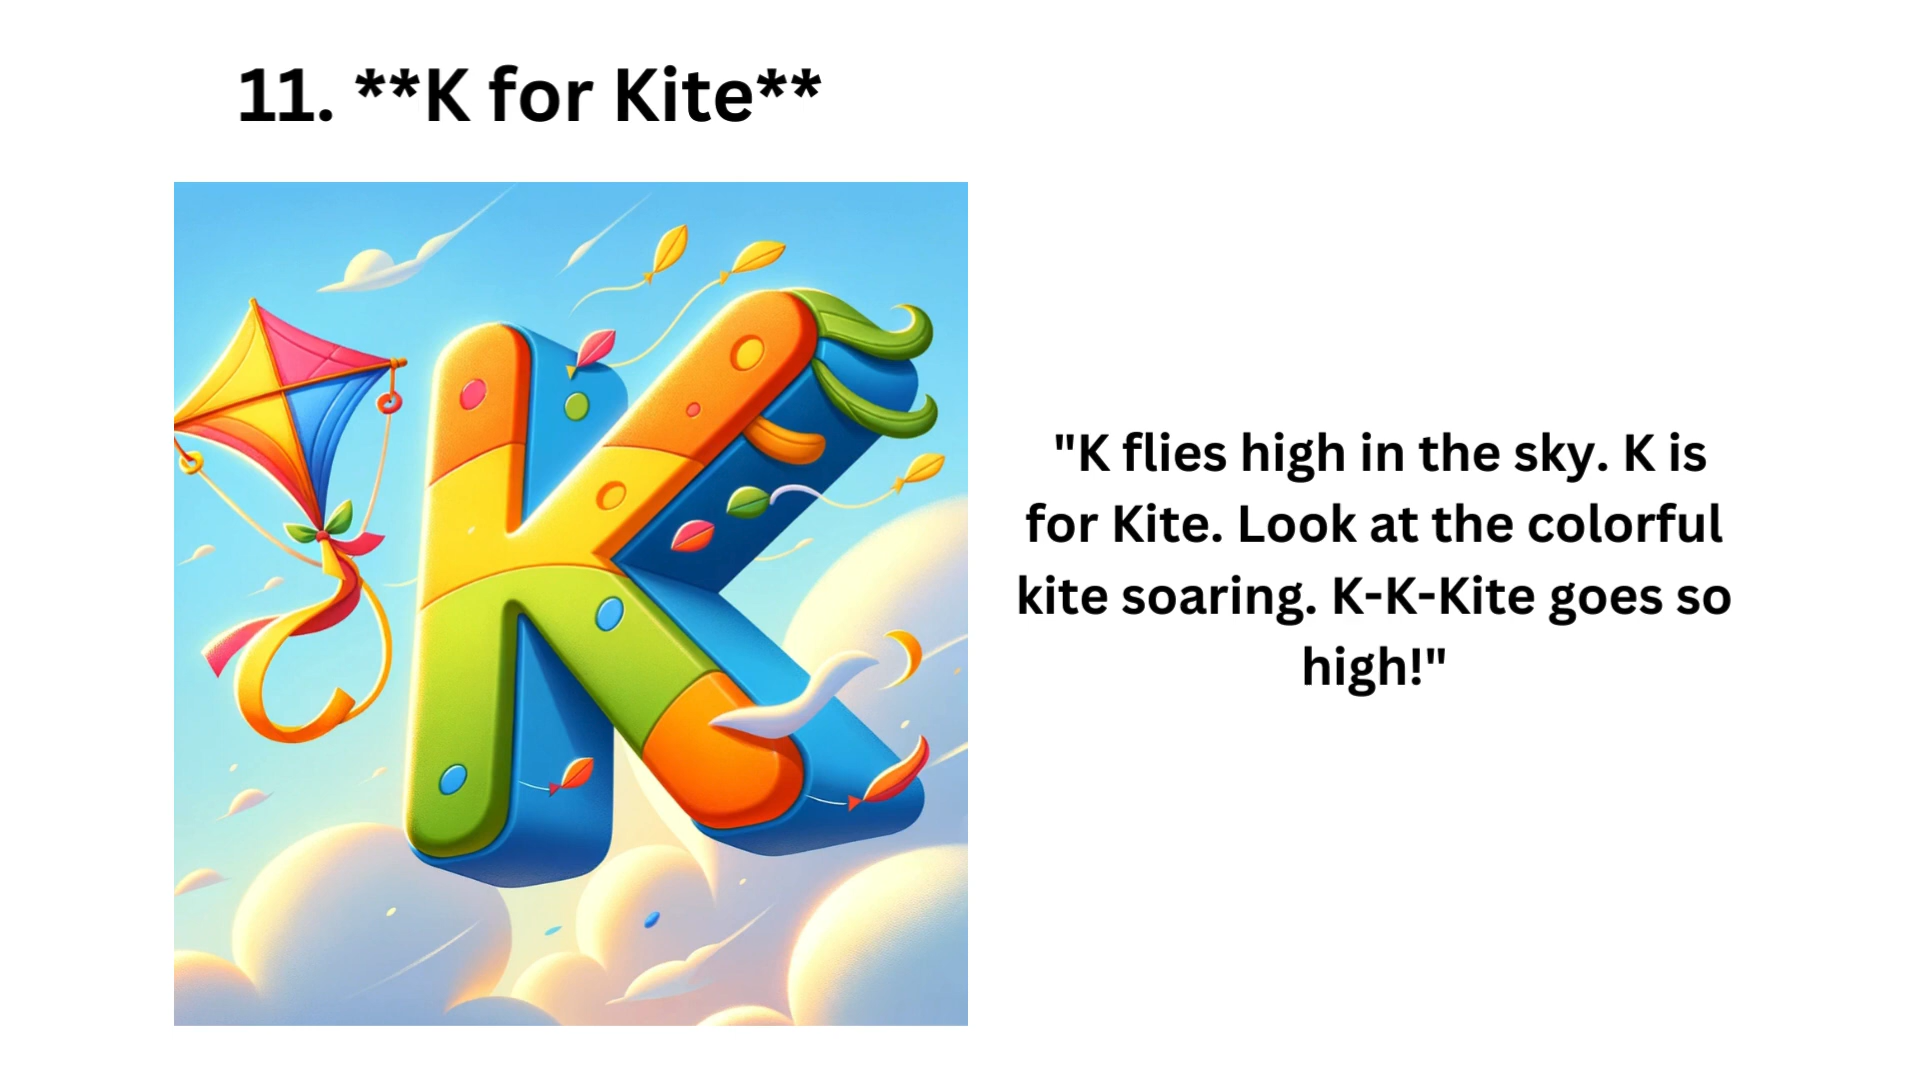 11. **K for Kite**
K
"K flies high in the sky. K is
for Kite. Look at the colorful
kite soaring. K-K-Kite goes so
high!"